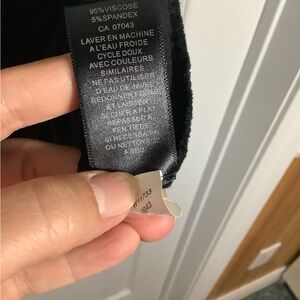 95%VISCOSE
5%SPANDEX
CA 07043
LAVER EN MACHINE
A L'EAU FROIDE
CYCLE DOUX
AVEC COULEURS
SIMILAIRES
NE PAS UTILISER
D'EAU DE JAVEL
REDONNER FORME
ET LAISSER
SECHER A PLAT
REPASSER A
FER TIEDE
SI NECESSAIRE
OU NETTOYER
A SEC